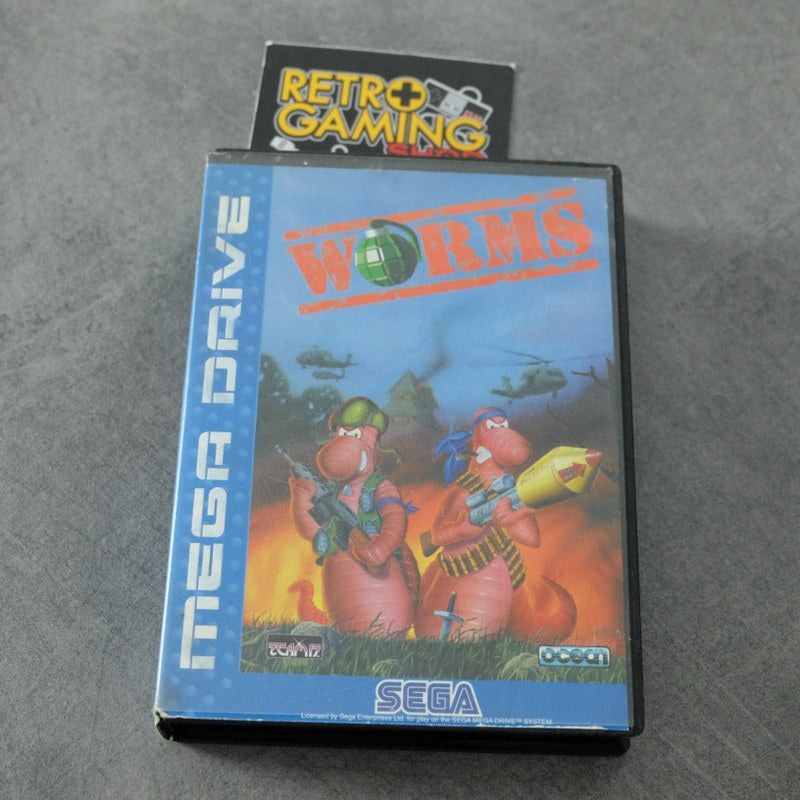 RETRO
GAMING
SHOP
WORMS
MEGA DRIVE
TEAM17
ocean
SEGA
Licensed by Sega Enterprises Ltd. for play on the SEGA MEGA DRIVE™ SYSTEM.